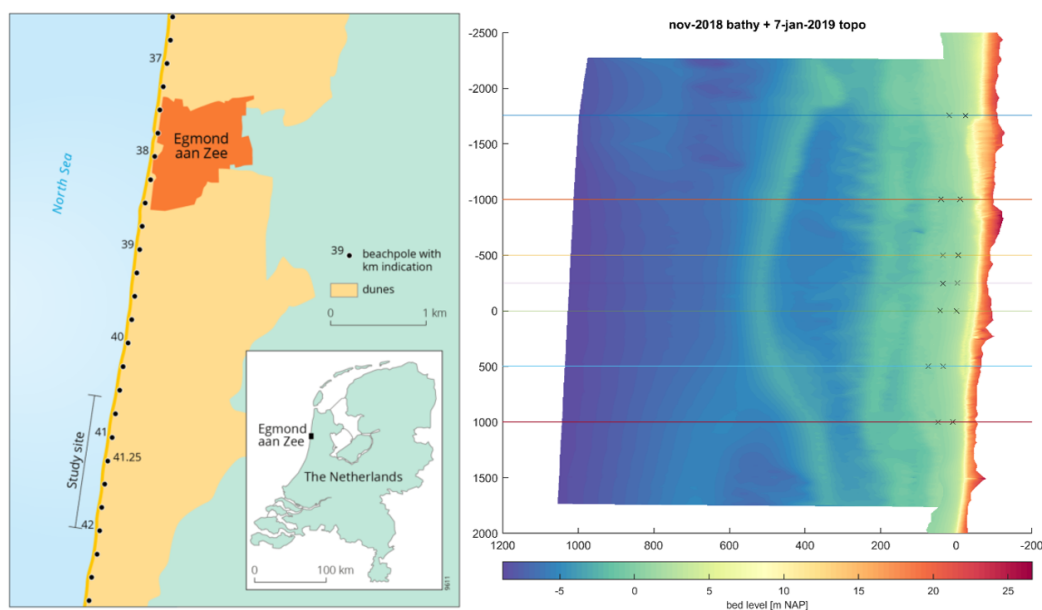 37
Egmond
aan Zee
38
North Sea
39
39 • beachpole with
km indication
dunes
0 1 km
40
Study site
41
41.25
42
Egmond
aan Zee
The Netherlands
0 100 km
9611
nov-2018 bathy + 7-jan-2019 topo
-2500
-2000
-1500
-1000
-500
0
500
1000
1500
2000
1200 1000 800 600 400 200 0 -200
-5 0 5 10 15 20 25
bed level [m NAP]